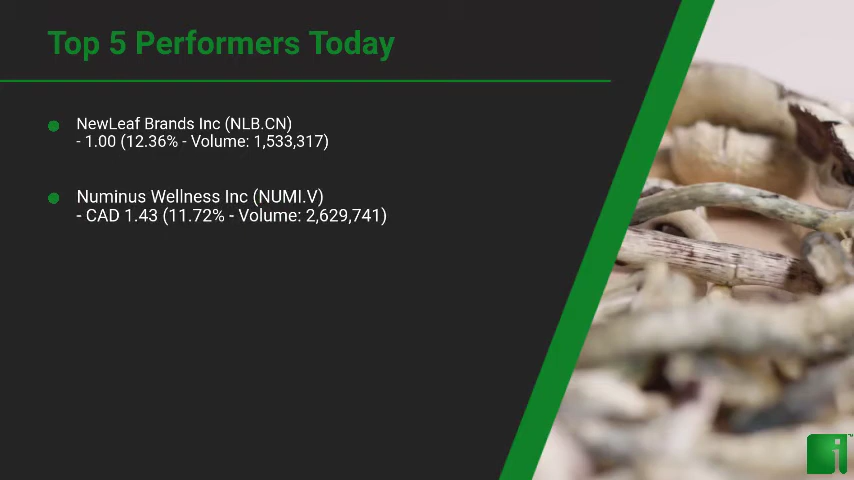 Top 5 Performers Today
NewLeaf Brands Inc (NLB.CN)
- 1.00 (12.36% - Volume: 1,533,317)
Numinus Wellness Inc (NUMI.V)
- CAD 1.43 (11.72% - Volume: 2,629,741)
i
™